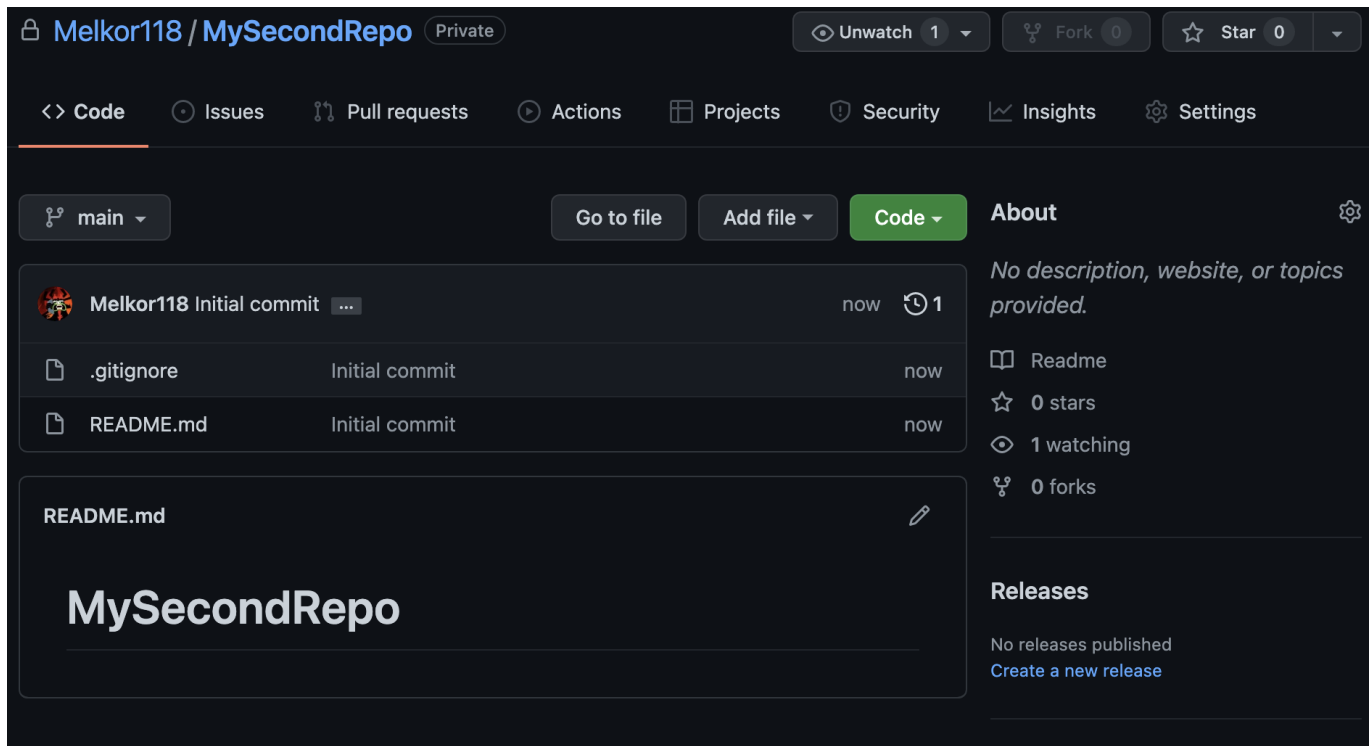 Melkor118 / MySecondRepo Private Unwatch 1 Fork 0 Star 0
Code Issues Pull requests Actions Projects Security Insights Settings
main Go to file Add file Code
Melkor118 Initial commit ... now 1
.gitignore Initial commit now
README.md Initial commit now
README.md
MySecondRepo
About
No description, website, or topics
provided.
Readme
0 stars
1 watching
0 forks
Releases
No releases published
Create a new release